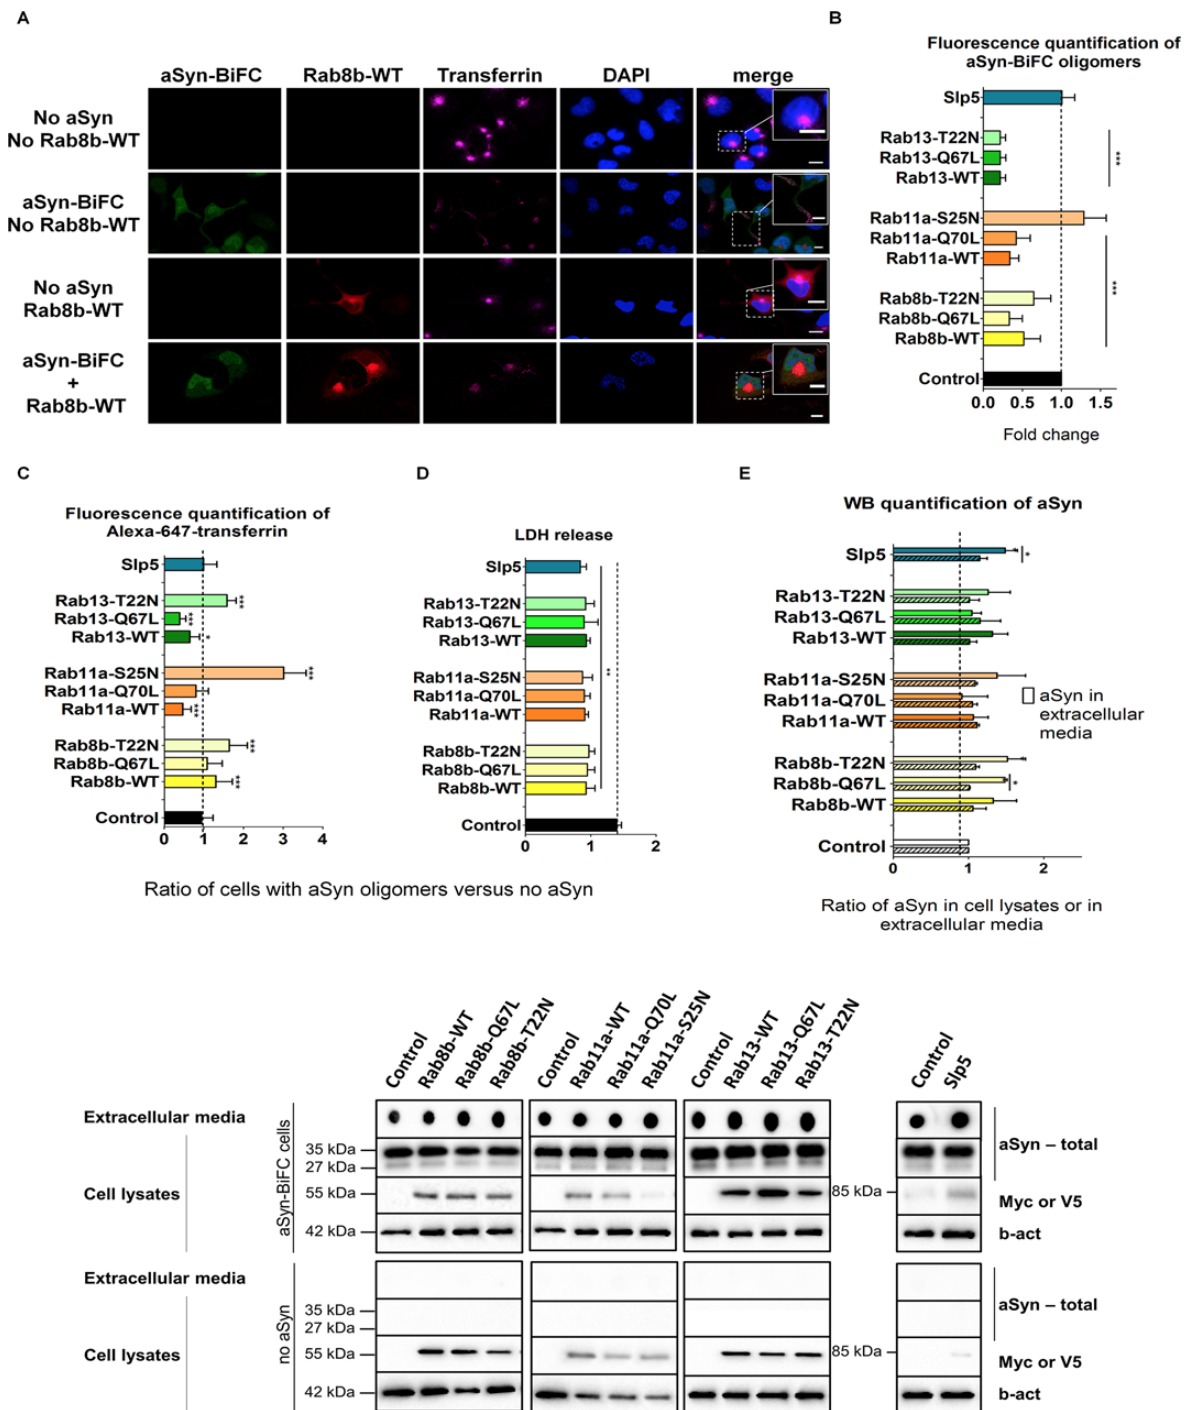 A
aSyn-BiFC Rab8b-WT Transferrin DAPI merge
No aSyn
No Rab8b-WT
aSyn-BiFC
No Rab8b-WT
No aSyn
Rab8b-WT
aSyn-BiFC
+
Rab8b-WT
B
Fluorescence quantification of
aSyn-BiFC oligomers
Slp5
Rab13-T22N
Rab13-Q67L
Rab13-WT
***
Rab11a-S25N
Rab11a-Q70L
Rab11a-WT
Rab8b-T22N
Rab8b-Q67L
Rab8b-WT
***
Control
0.0 0.5 1.0 1.5
Fold change
C
Fluorescence quantification of
Alexa-647-transferrin
Slp5
Rab13-T22N ***
Rab13-Q67L ***
Rab13-WT *
Rab11a-S25N ***
Rab11a-Q70L
Rab11a-WT ***
Rab8b-T22N ***
Rab8b-Q67L
Rab8b-WT ***
Control
0 1 2 3 4
D
LDH release
Slp5
Rab13-T22N
Rab13-Q67L
Rab13-WT
Rab11a-S25N
Rab11a-Q70L
Rab11a-WT
**
Rab8b-T22N
Rab8b-Q67L
Rab8b-WT
Control
0 1 2
Ratio of cells with aSyn oligomers versus no aSyn
E
WB quantification of aSyn
Slp5 *
Rab13-T22N
Rab13-Q67L
Rab13-WT
Rab11a-S25N
Rab11a-Q70L
Rab11a-WT
aSyn in
extracellular
media
Rab8b-T22N
Rab8b-Q67L *
Rab8b-WT
Control
0 1 2
Ratio of aSyn in cell lysates or in
extracellular media
Control Rab8b-WT Rab8b-Q67L Rab8b-T22N Control Rab11a-WT Rab11a-Q70L Rab11a-S25N Control Rab13-WT Rab13-Q67L Rab13-T22N Control Slp5
aSyn-BiFC cells
Extracellular media
35 kDa
27 kDa
aSyn – total
Cell lysates 55 kDa 85 kDa Myc or V5
42 kDa b-act
no aSyn
Extracellular media
35 kDa
27 kDa
aSyn – total
Cell lysates 55 kDa 85 kDa Myc or V5
42 kDa b-act